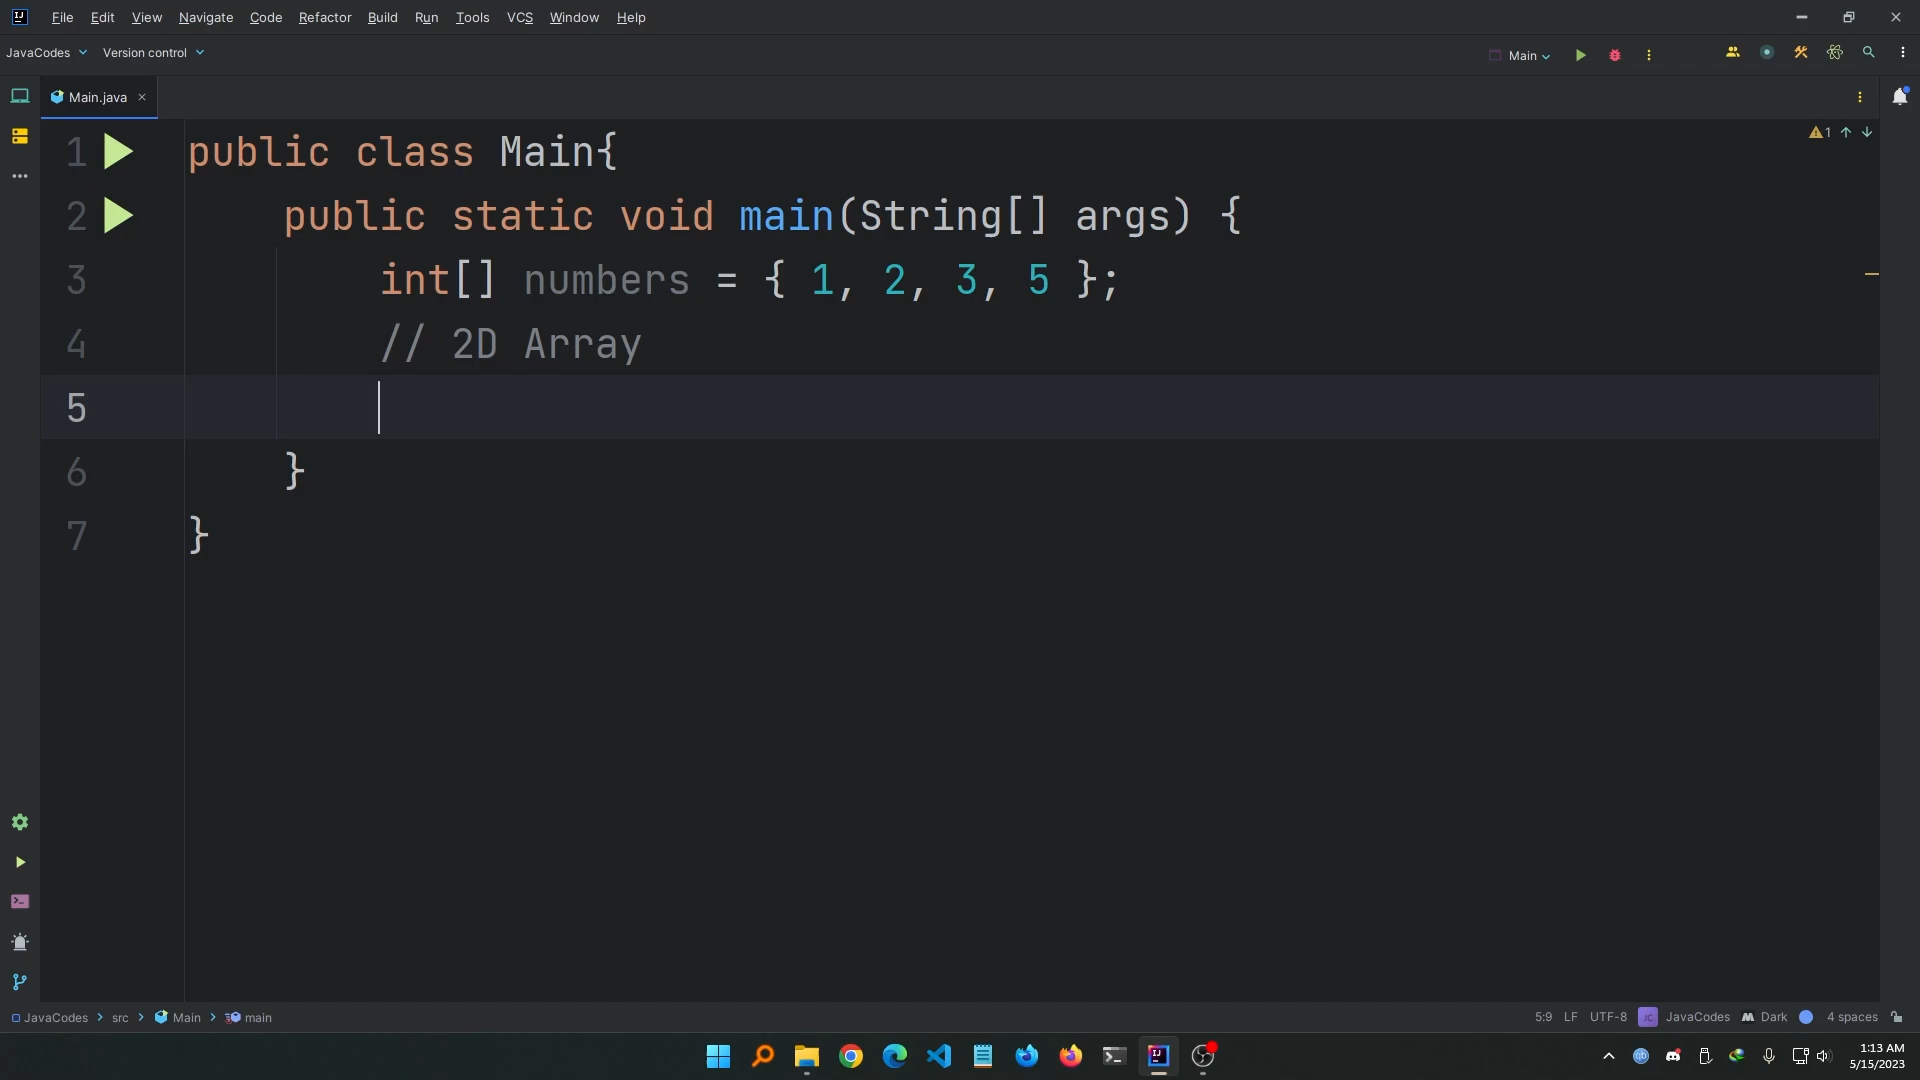 File Edit View Navigate Code Refactor Build Run Tools VCS Window Help
JavaCodes Version control Main
Main.java
1
1 public class Main{
2 public static void main(String[] args) {
3 int[] numbers = { 1, 2, 3, 5 };
4 // 2D Array
5
6 }
7 }
JavaCodes > src > Main > main 5:9 LF UTF-8 JC JavaCodes Dark 4 spaces
1:13 AM
5/15/2023